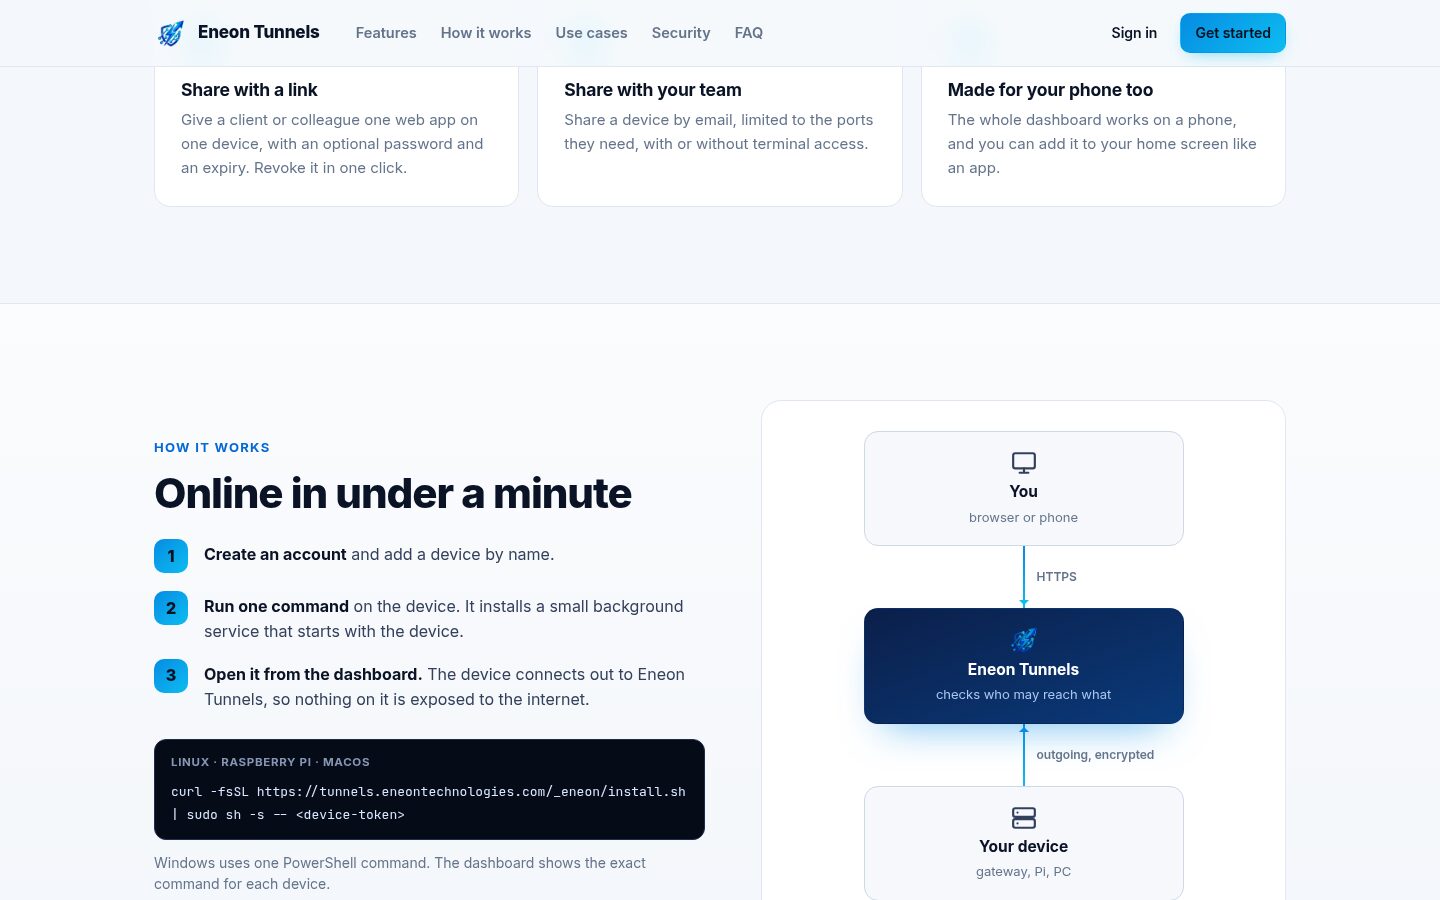 Eneon Tunnels
Features
How it works
Use cases
Security
FAQ
Sign in
Get started
Share with a link
Give a client or colleague one web app on
one device, with an optional password and
an expiry. Revoke it in one click.
Share with your team
Share a device by email, limited to the ports
they need, with or without terminal access.
Made for your phone too
The whole dashboard works on a phone,
and you can add it to your home screen like
an app.
HOW IT WORKS
Online in under a minute
1 Create an account and add a device by name.
2 Run one command on the device. It installs a small background
service that starts with the device.
3 Open it from the dashboard. The device connects out to Eneon
Tunnels, so nothing on it is exposed to the internet.
LINUX · RASPBERRY PI · MACOS
curl -fsSL https://tunnels.eneontechnologies.com/_eneon/install.sh
| sudo sh -s -- <device-token>
Windows uses one PowerShell command. The dashboard shows the exact
command for each device.
You
browser or phone
HTTPS
Eneon Tunnels
checks who may reach what
outgoing, encrypted
Your device
gateway, Pi, PC